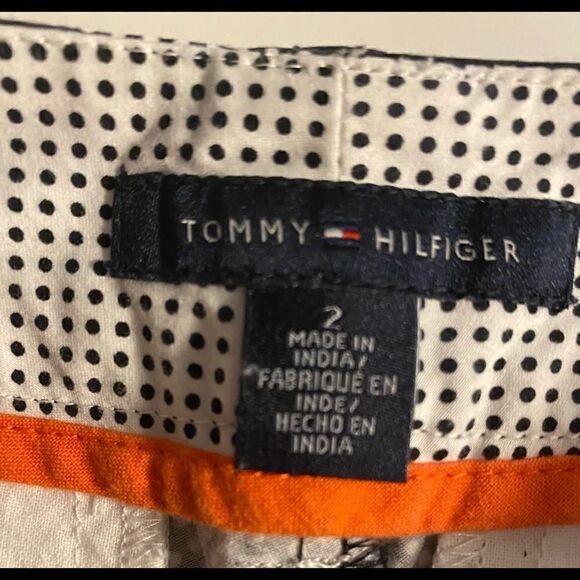 TOMMY HILFIGER
2
MADE IN
INDIA/
FABRIQUÉ EN
INDE/
HECHO EN
INDIA